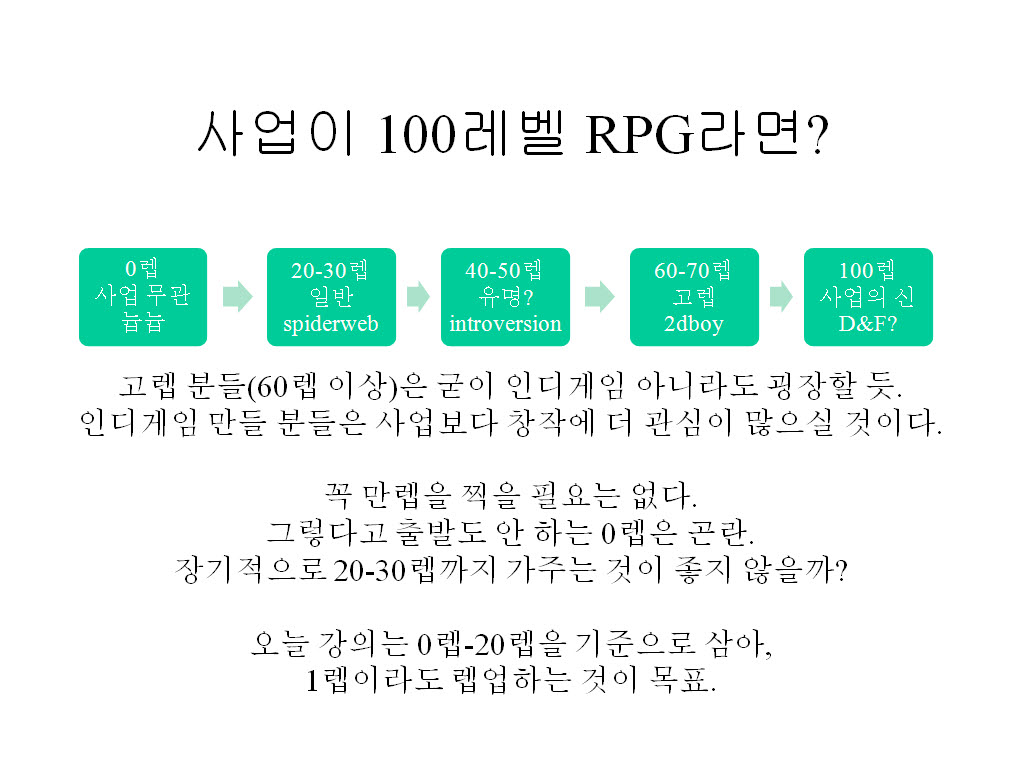 사업이 100레벨 RPG라면?
0렙
사업 무관
늅늅
20-30렙
일반
spiderweb
40-50렙
유명?
introversion
60-70렙
고렙
2dboy
100렙
사업의 신
D&F?
고렙 분들(60렙 이상)은 굳이 인디게임 아니라도 굉장할 듯.
인디게임 만들 분들은 사업보다 창작에 더 관심이 많으실 것이다.
꼭 만렙을 찍을 필요는 없다.
그렇다고 출발도 안 하는 0렙은 곤란.
장기적으로 20-30렙까지 가주는 것이 좋지 않을까?
오늘 강의는 0렙-20렙을 기준으로 삼아,
1렙이라도 렙업하는 것이 목표.